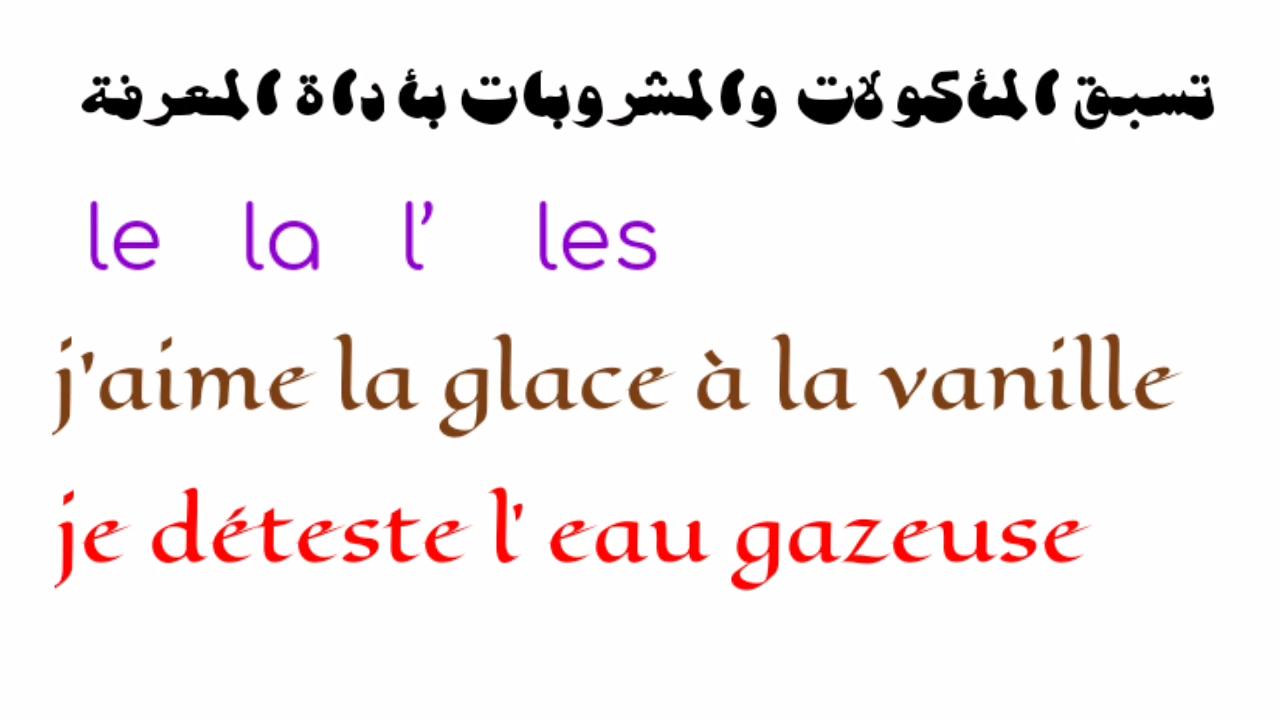 تسبق المأكولات والمشروبات بأداة المعرفة
le la l’ les
j'aime la glace à la vanille
je déteste l' eau gazeuse